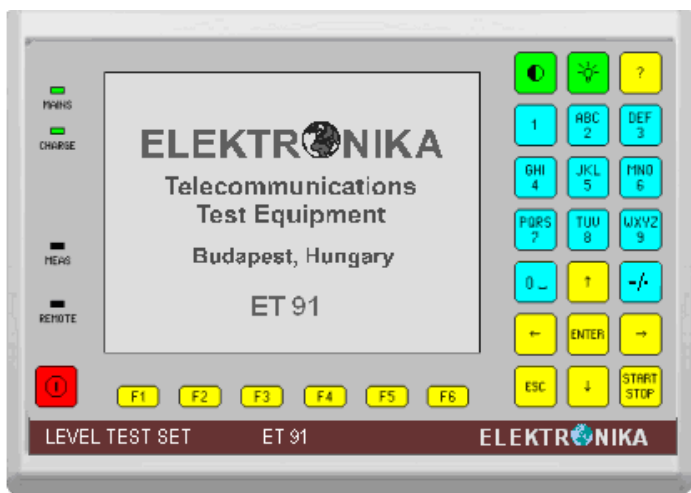 MAINS
CHARGE
MEAS
REMOTE
ELEKTRONIKA
Telecommunications
Test Equipment
Budapest, Hungary
ET 91
?
1
ABC
2
DEF
3
GHI
4
JKL
5
MNO
6
PQRS
7
TUV
8
WXYZ
9
0 ⎵
↑
-/·
←
ENTER
→
ESC
↓
START
STOP
F1 F2 F3 F4 F5 F6
LEVEL TEST SET ET 91 ELEKTRONIKA